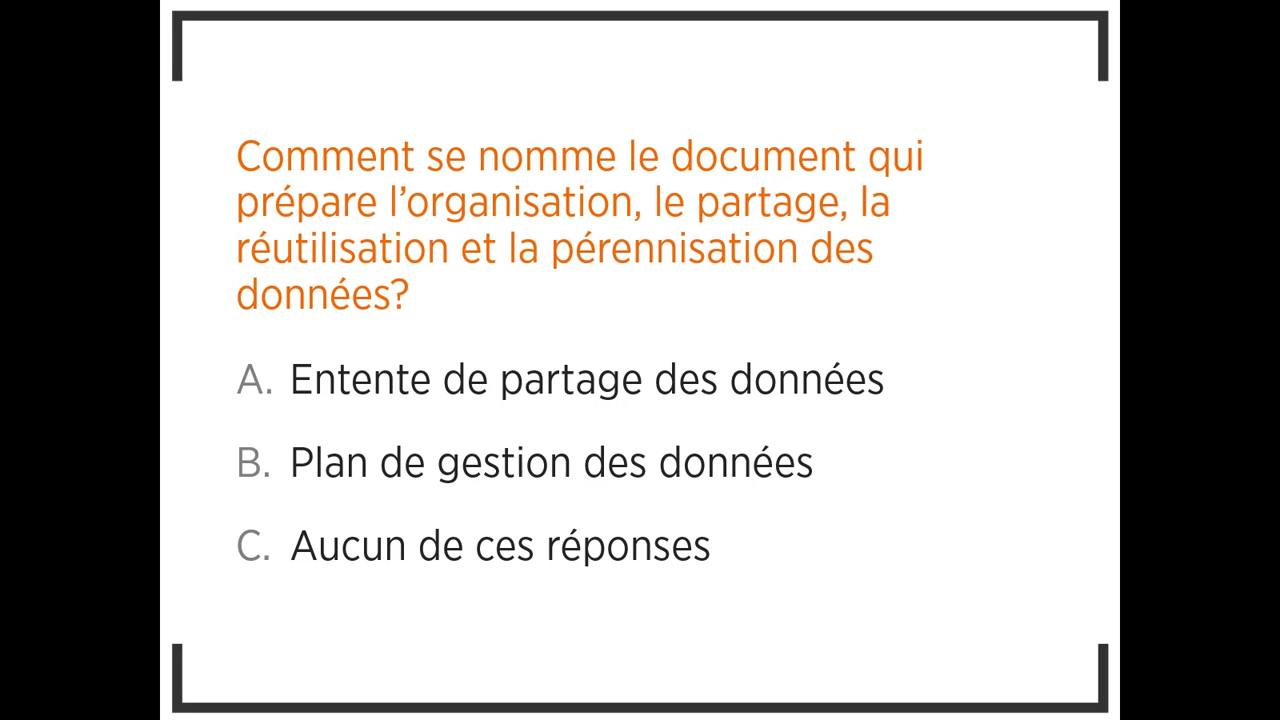 Comment se nomme le document qui
prépare l’organisation, le partage, la
réutilisation et la pérennisation des
données?
A. Entente de partage des données
B. Plan de gestion des données
C. Aucun de ces réponses